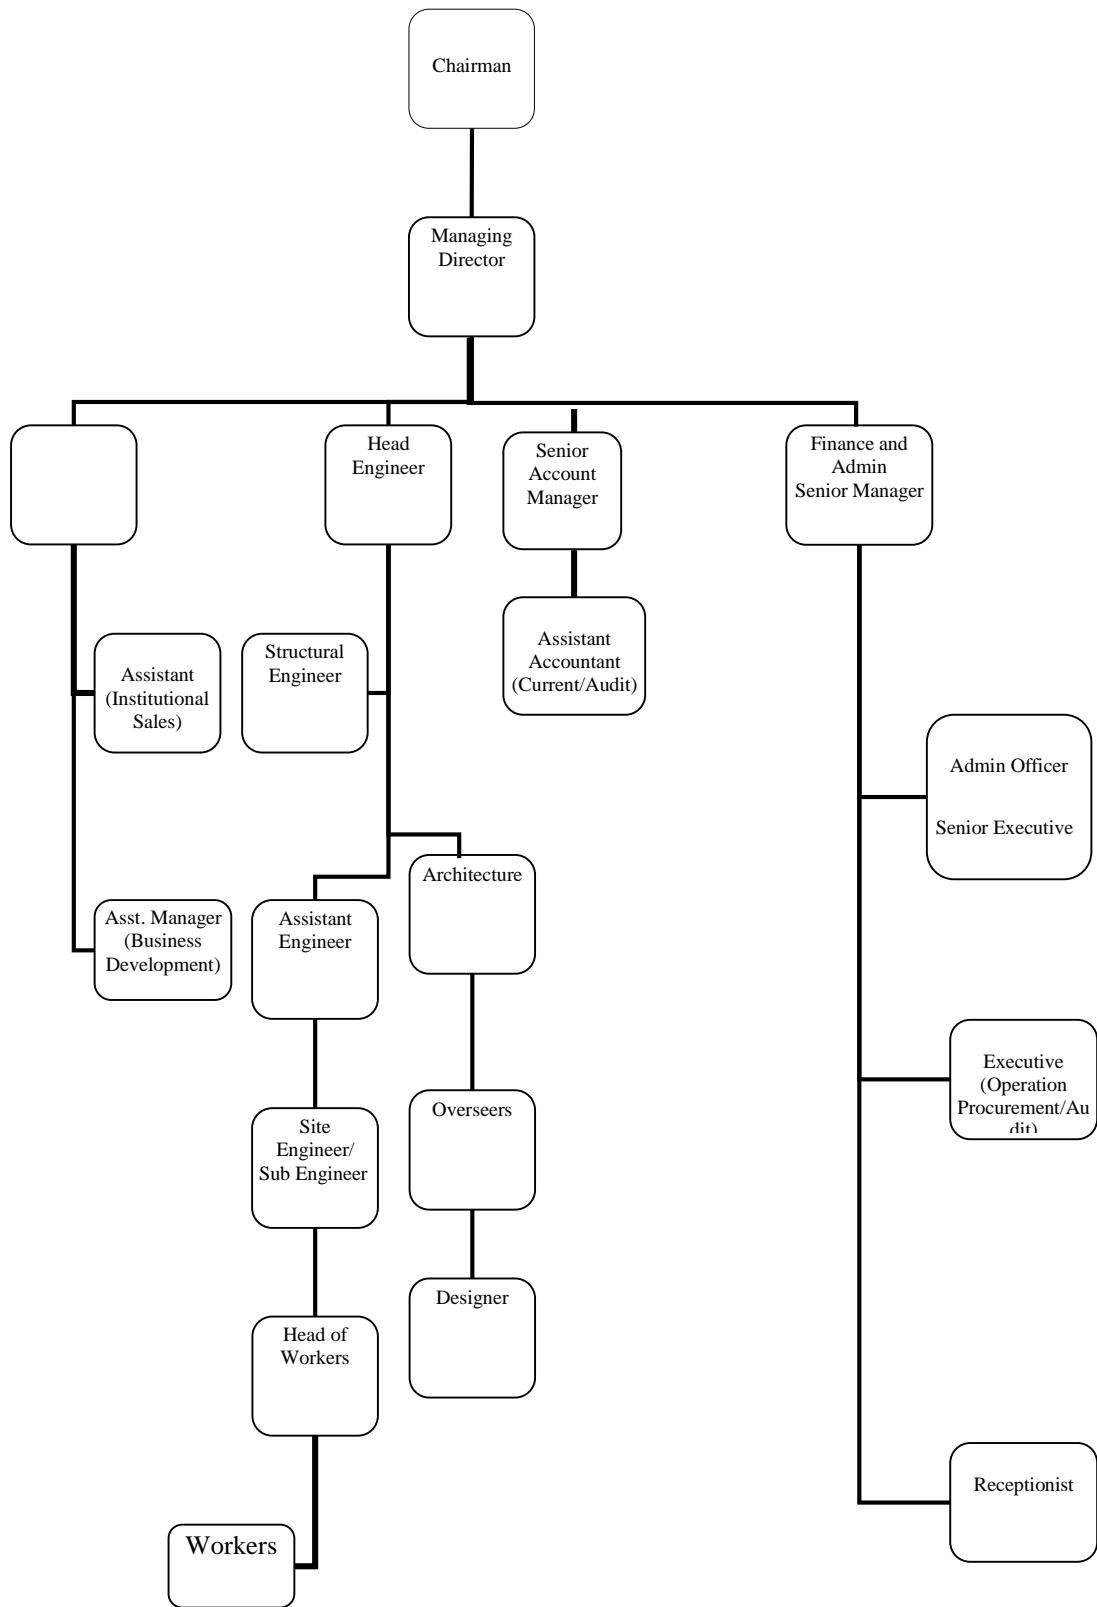 Chairman
Managing
Director
Head
Engineer
Senior
Account
Manager
Finance and
Admin
Senior Manager
Assistant
(Institutional
Sales)
Structural
Engineer
Assistant
Accountant
(Current/Audit)
Admin Officer
Senior Executive
Asst. Manager
(Business
Development)
Assistant
Engineer
Architecture
Executive
(Operation
Procurement/Au
dit)
Site
Engineer/
Sub Engineer
Overseers
Head of
Workers
Designer
Receptionist
Workers